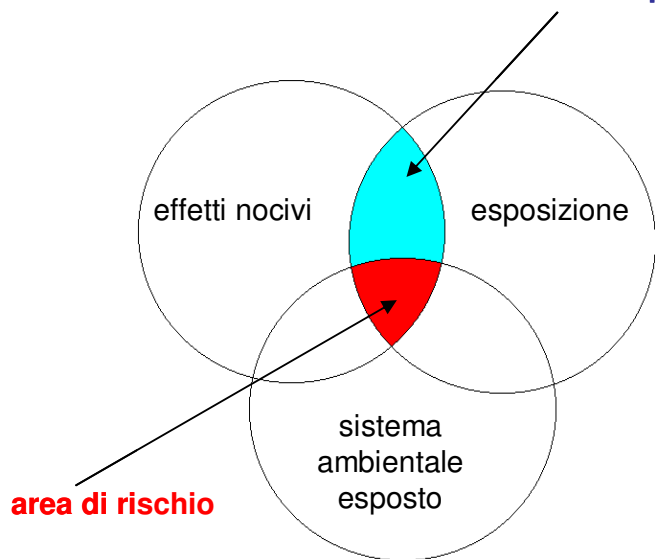 effetti nocivi
esposizione
sistema
ambientale
esposto
area di rischio